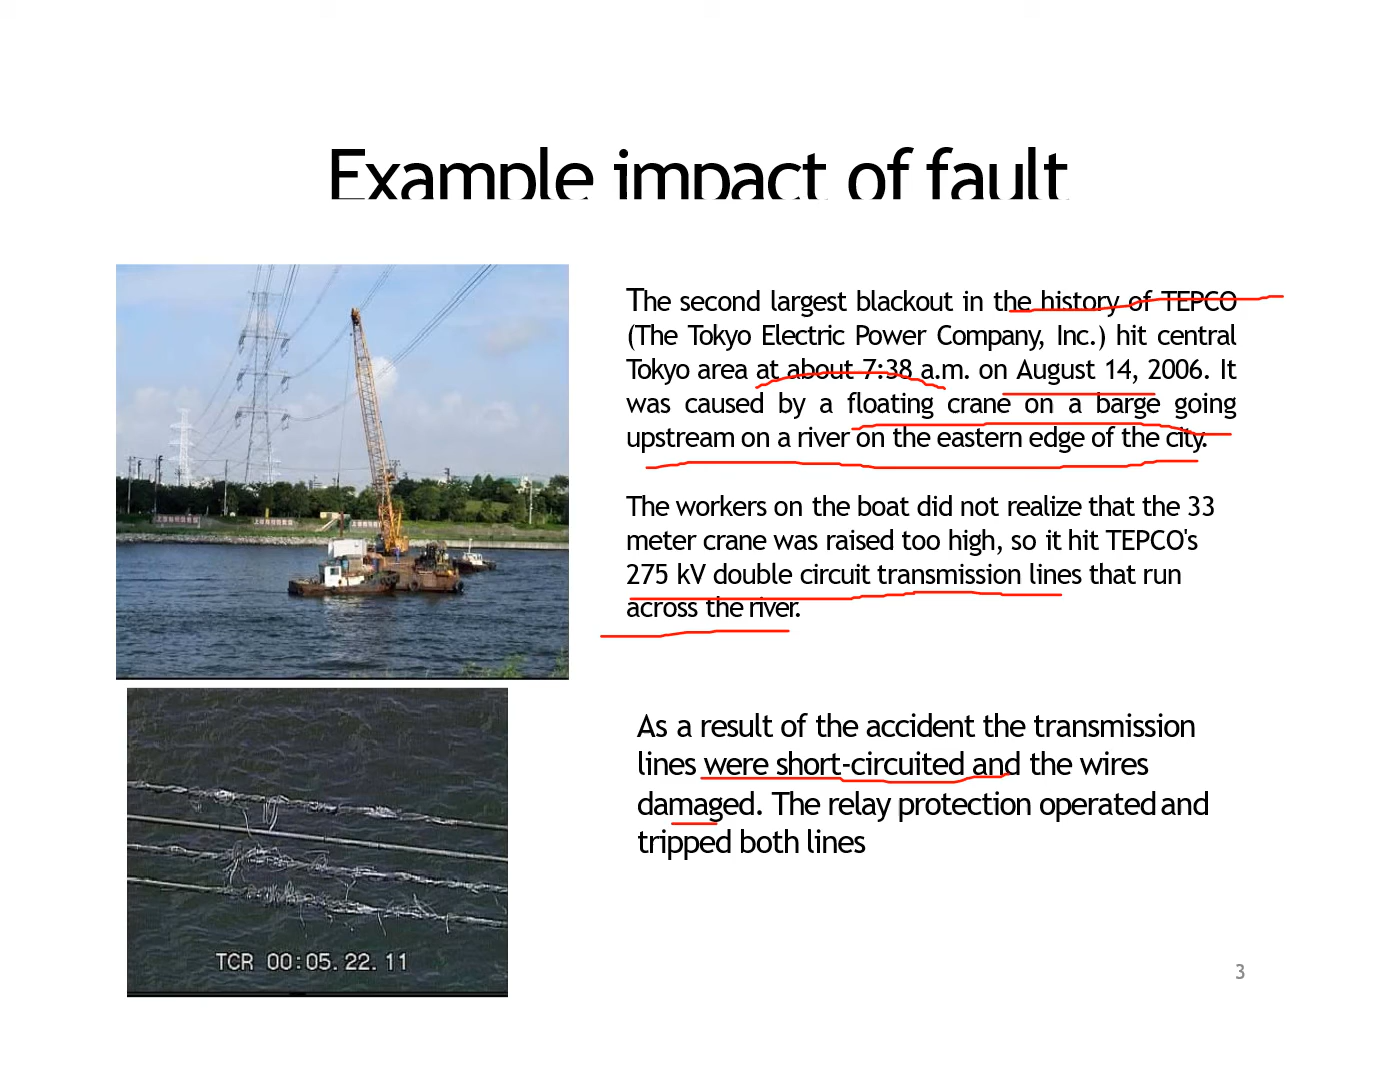 Example impact of fault
The second largest blackout in the history of TEPCO
(The Tokyo Electric Power Company, Inc.) hit central
Tokyo area at about 7:38 a.m. on August 14, 2006. It
was caused by a floating crane on a barge going
upstream on a river on the eastern edge of the city.
The workers on the boat did not realize that the 33
meter crane was raised too high, so it hit TEPCO's
275 kV double circuit transmission lines that run
across the river.
As a result of the accident the transmission
lines were short-circuited and the wires
damaged. The relay protection operated and
tripped both lines
TCR 00:05.22.11
3